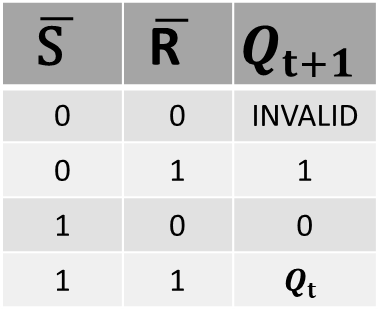 S̅ R̅ Qt+1
0 0 INVALID
0 1 1
1 0 0
1 1 Qt